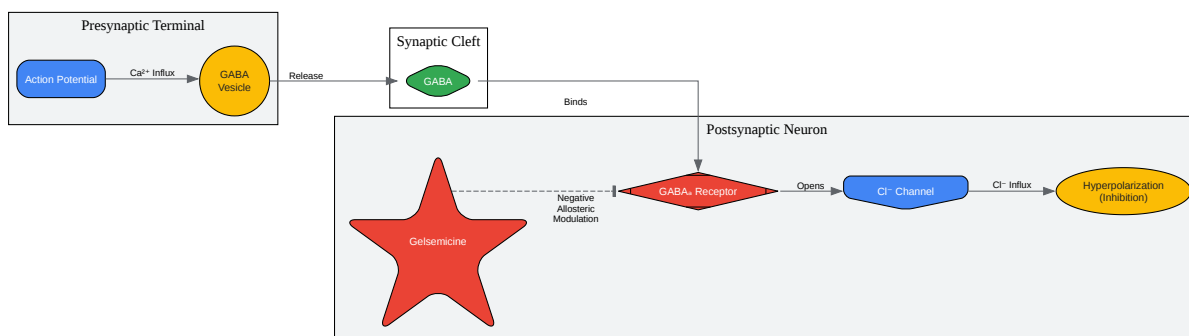 Presynaptic Terminal
Action Potential
Ca²⁺ Influx
GABA
Vesicle
Release
Synaptic Cleft
GABA
Binds
Postsynaptic Neuron
Gelsemicine
Negative
Allosteric
Modulation
GABAₐ Receptor
Opens
Cl⁻ Channel
Cl⁻ Influx
Hyperpolarization
(Inhibition)